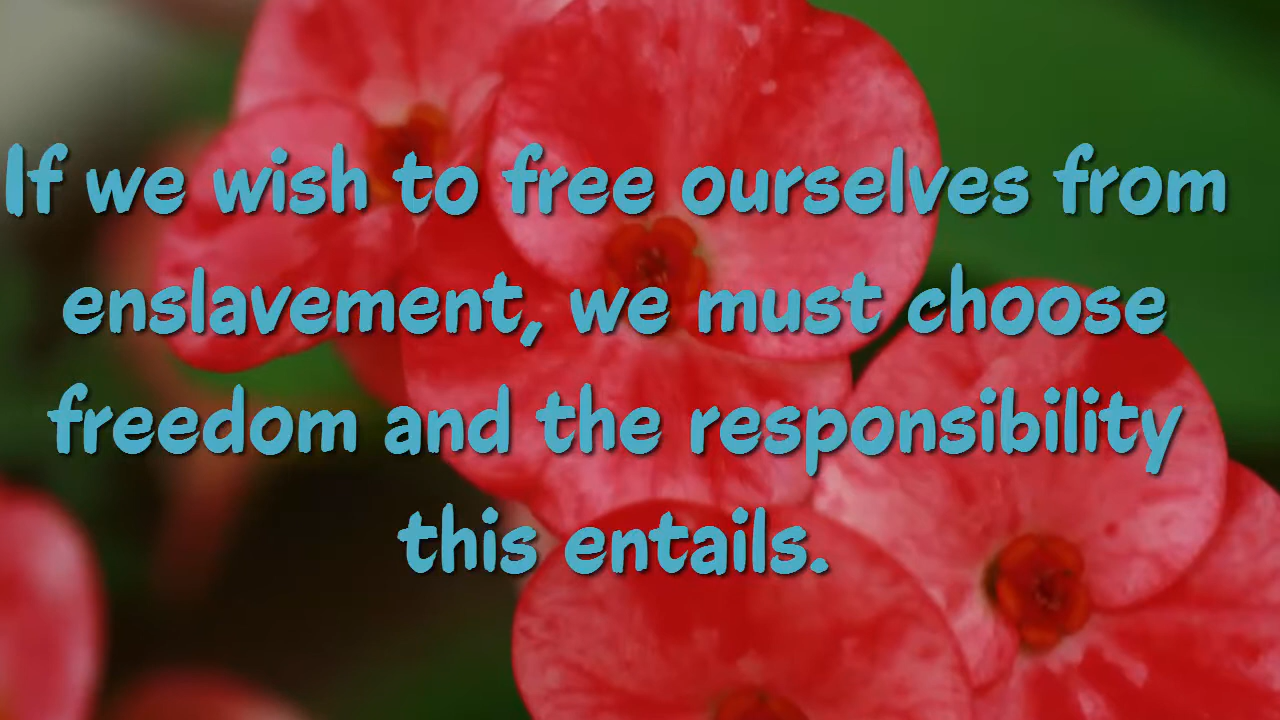 If we wish to free ourselves from
enslavement, we must choose
freedom and the responsibility
this entails.